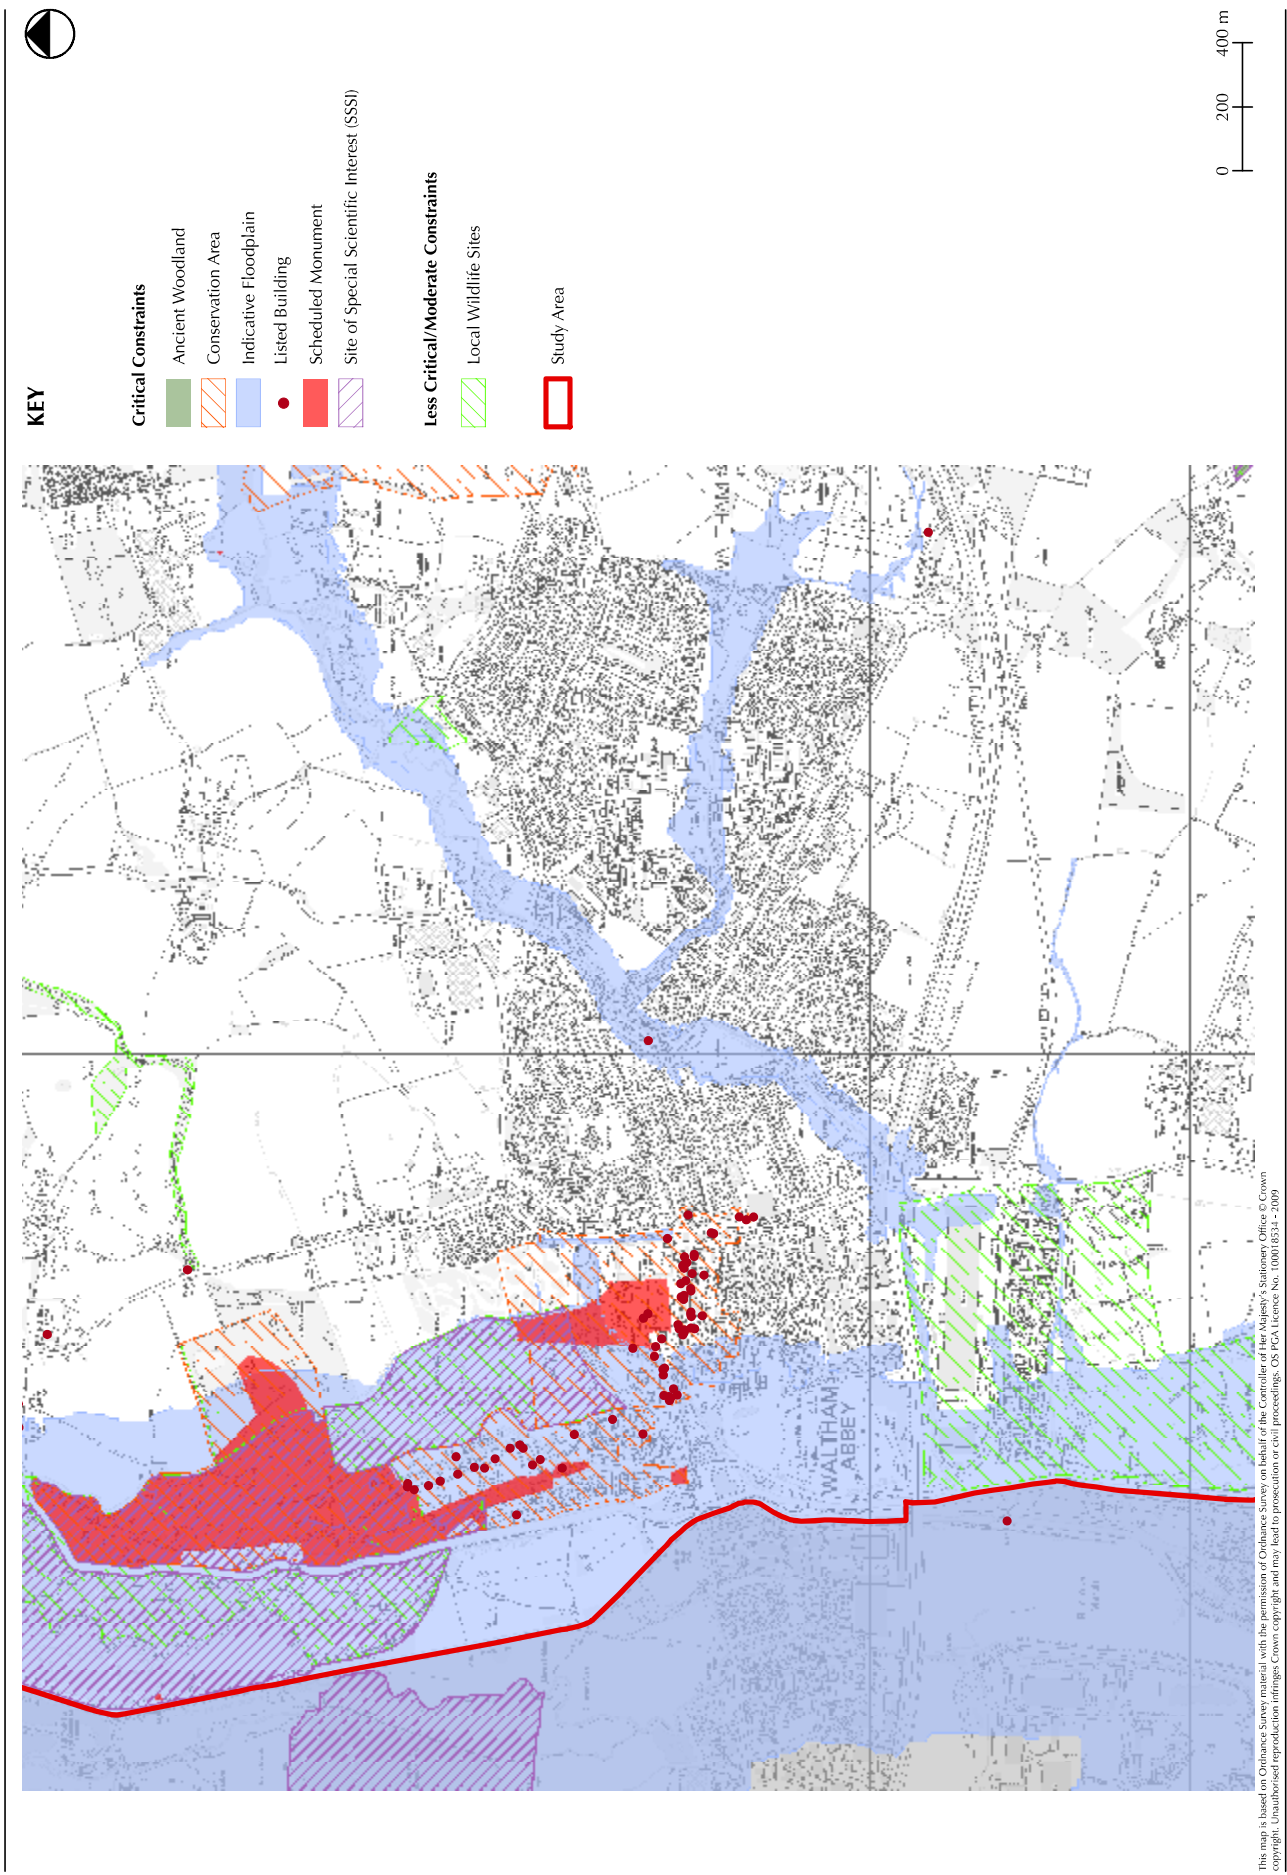 KEY
Critical Constraints
Ancient Woodland
Conservation Area
Indicative Floodplain
Listed Building
Scheduled Monument
Site of Special Scientific Interest (SSSI)
Less Critical/Moderate Constraints
Local Wildlife Sites
Study Area
0 200 400 m
WALTHAM
ABBEY
This map is based on Ordnance Survey material with the permission of Ordnance Survey on behalf of the Controller of Her Majesty's Stationery Office © Crown
copyright. Unauthorised reproduction infringes Crown copyright and may lead to prosecution or civil proceedings. OS PGA Licence No. 100018534 - 2009